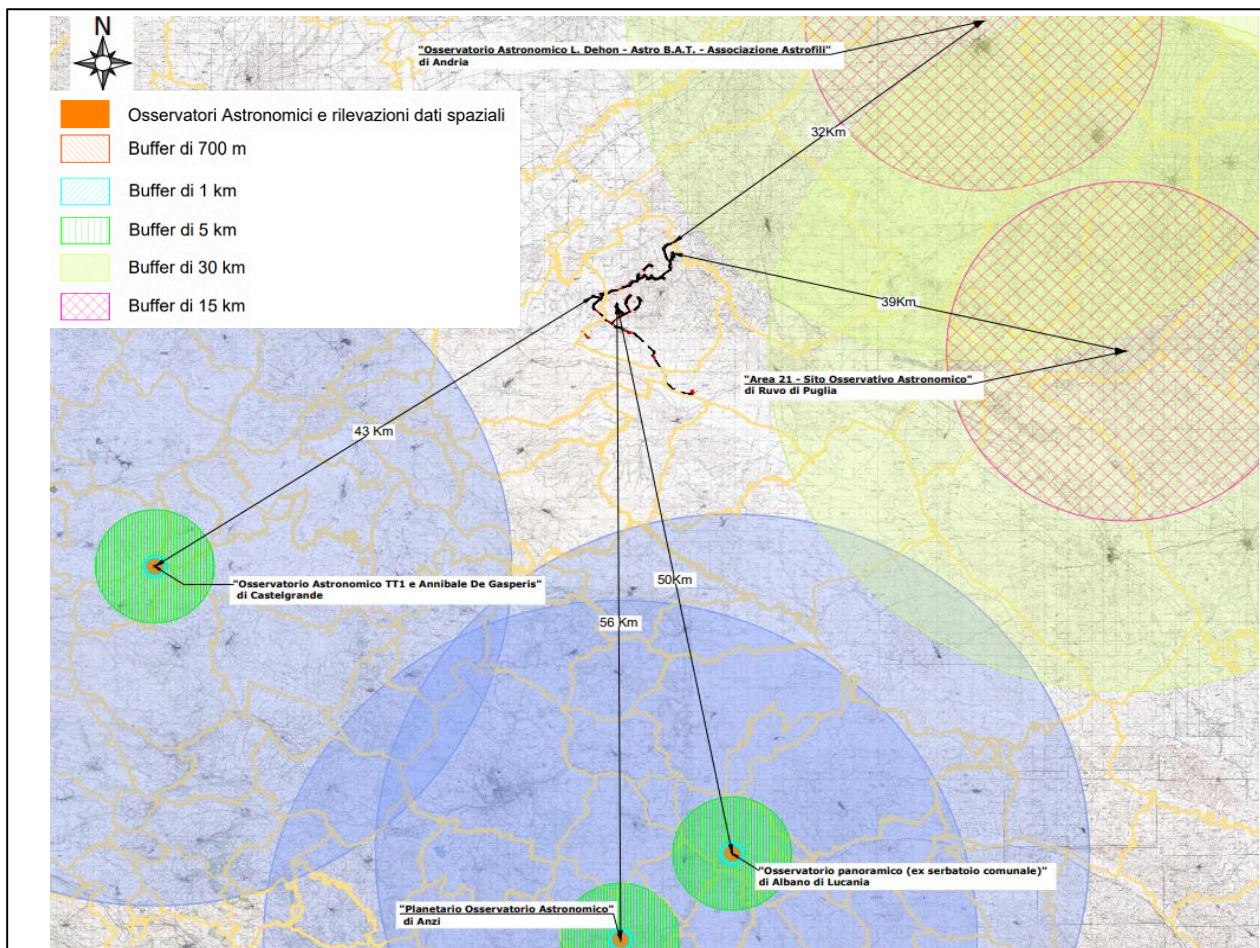 N
"Osservatorio Astronomico L. Dehon - Astro B.A.T. - Associazione Astrofili"
di Andria
Osservatori Astronomici e rilevazioni dati spaziali
Buffer di 700 m
Buffer di 1 km
Buffer di 5 km
Buffer di 30 km
Buffer di 15 km
32Km
39Km
"Area 21 - Sito Osservativo Astronomico"
di Ruvo di Puglia
43 Km
"Osservatorio Astronomico TT1 e Annibale De Gasperis"
di Castelgrande
50Km
56 Km
"Osservatorio panoramico (ex serbatoio comunale)"
di Albano di Lucania
"Planetario Osservatorio Astronomico"
di Anzi